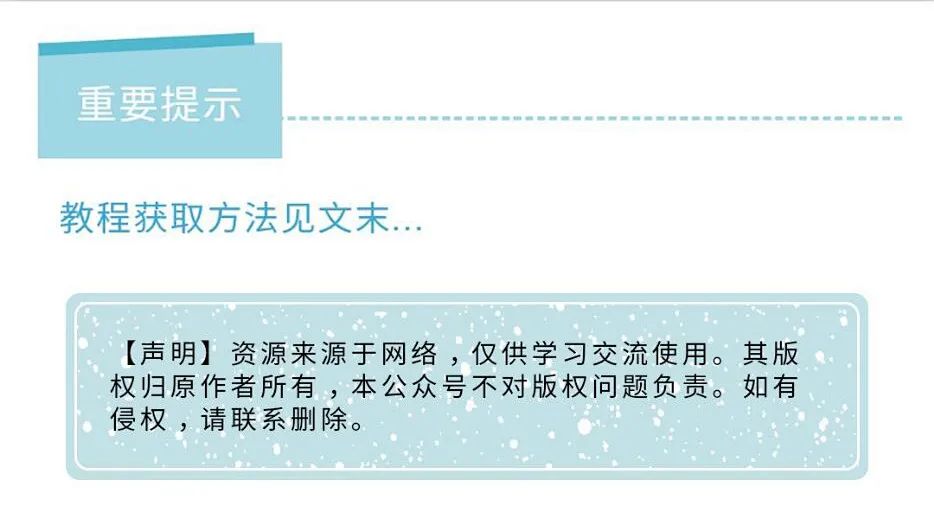 重要提示
教程获取方法见文末...
【声明】资源来源于网络，仅供学习交流使用。其版
权归原作者所有，本公众号不对版权问题负责。如有
侵权，请联系删除。